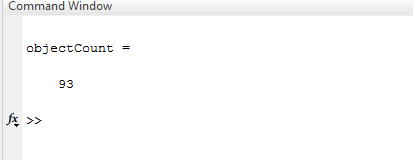 Command Window
objectCount =
93
fx >>